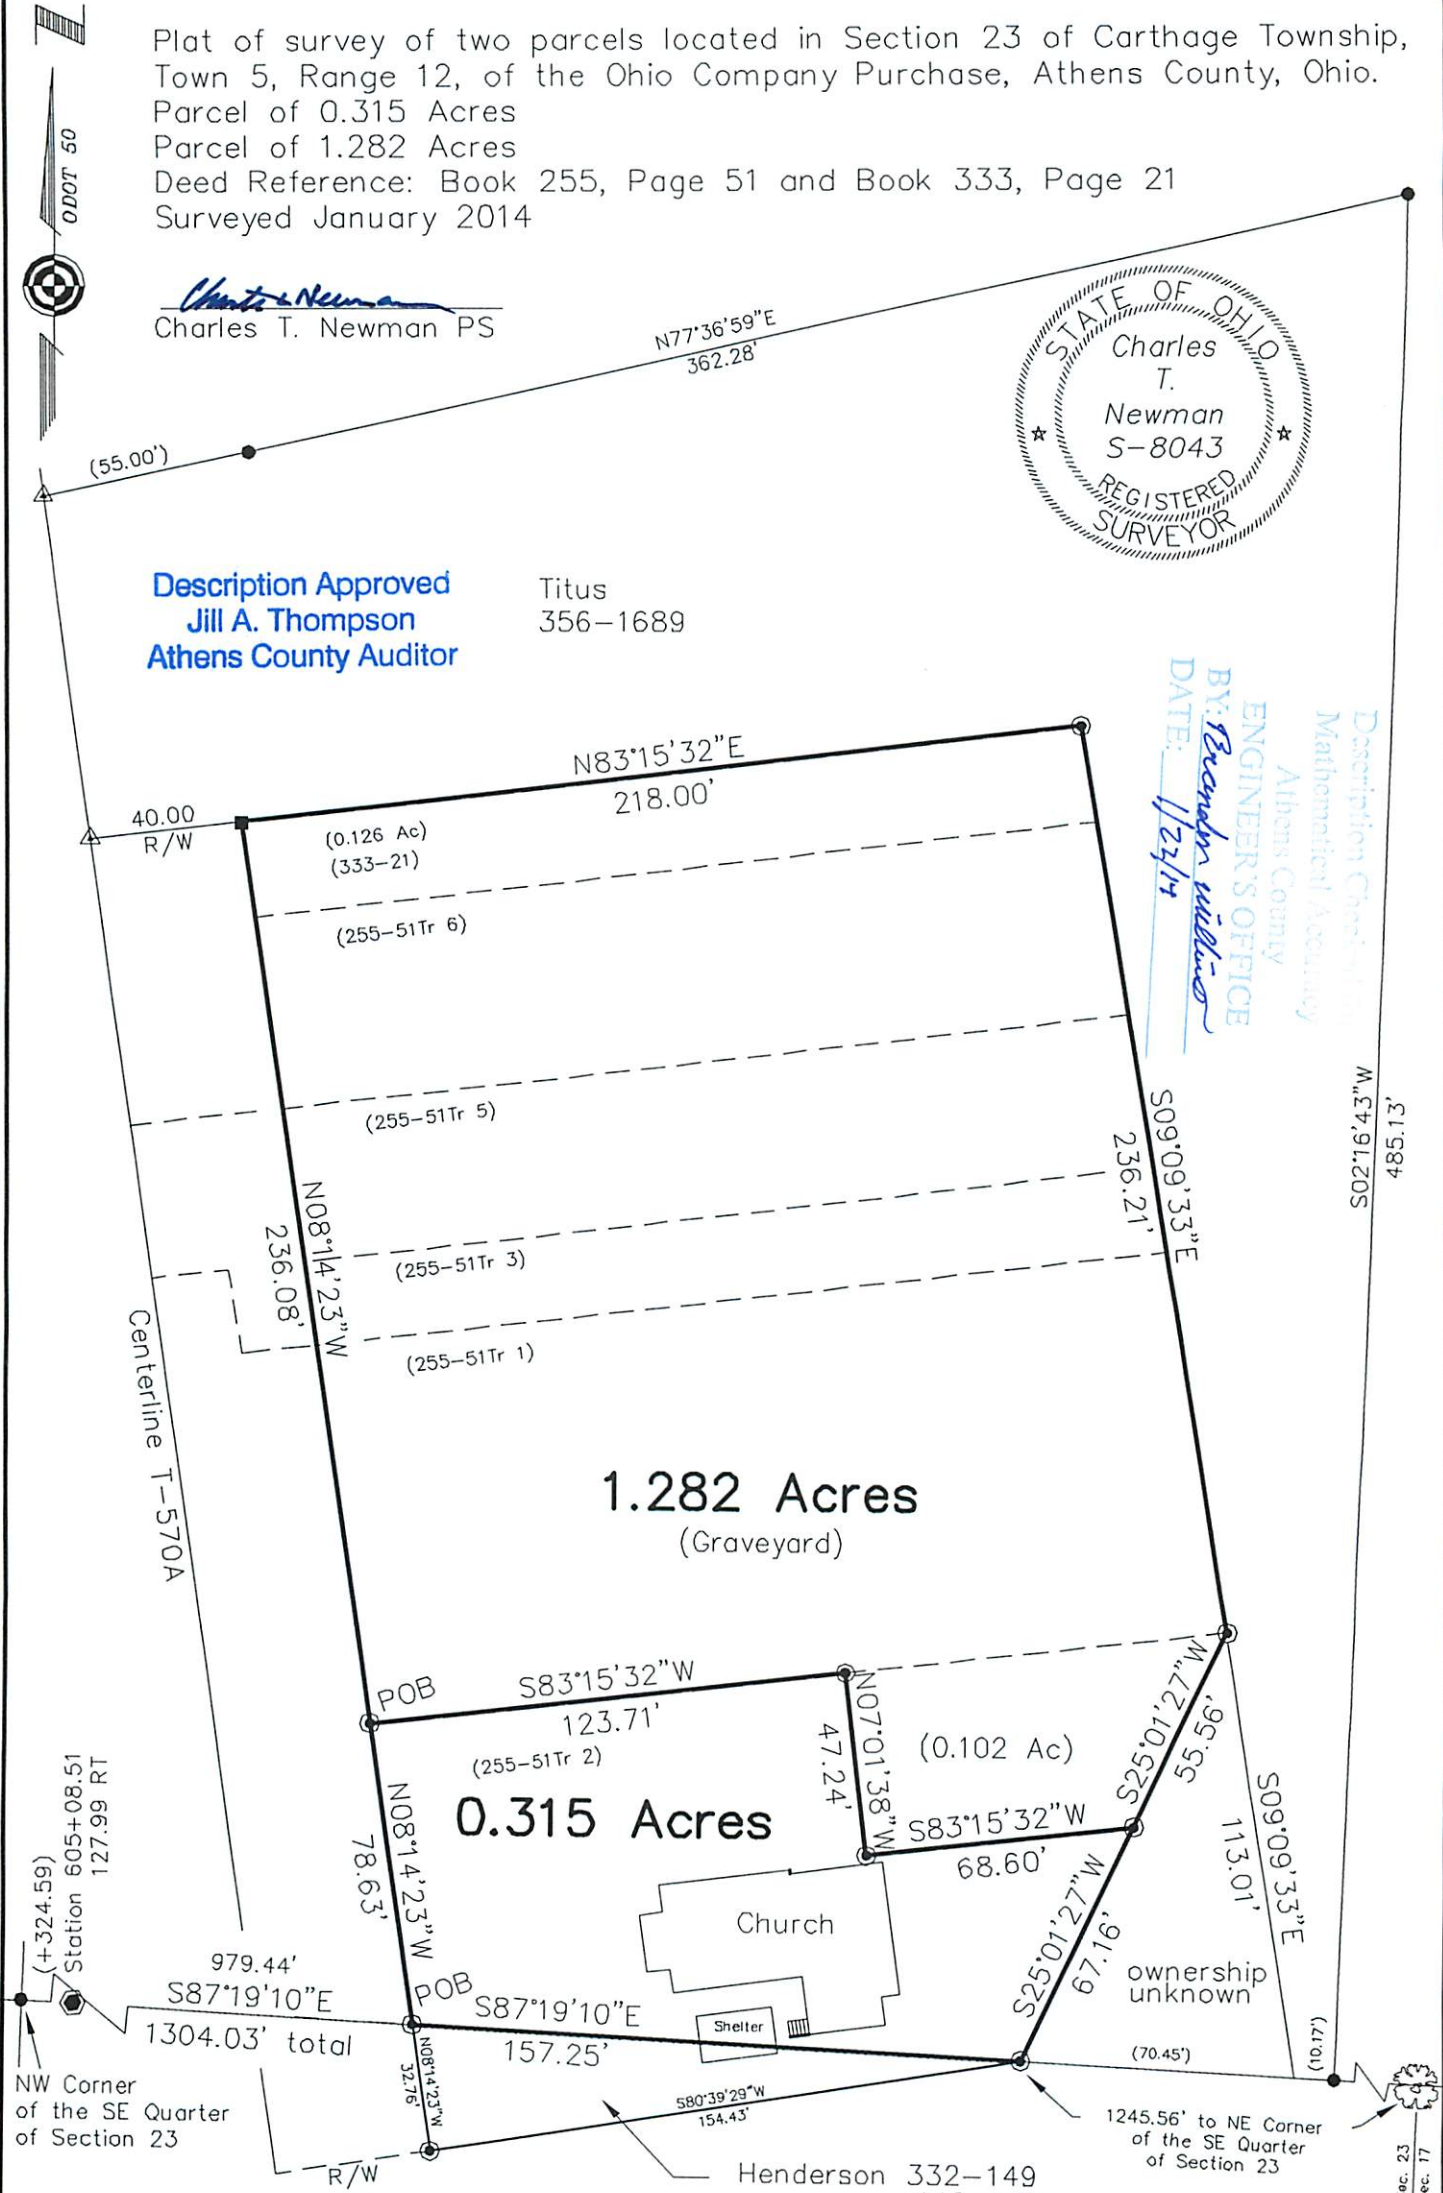 Plat of survey of two parcels located in Section 23 of Carthage Township,
Town 5, Range 12, of the Ohio Company Purchase, Athens County, Ohio.
Parcel of 0.315 Acres
Parcel of 1.282 Acres
Deed Reference: Book 255, Page 51 and Book 333, Page 21
Surveyed January 2014
ODOT 50
Charles T. Newman PS
N77°36'59"E
362.28'
STATE OF OHIO
Charles
T.
Newman
S-8043
REGISTERED
SURVEYOR
(55.00')
Description Approved
Jill A. Thompson
Athens County Auditor
Titus
356-1689
Mathematical Accuracy
Athens County
ENGINEER'S OFFICE
BY: Brandon
DATE: 1/22/14
N83°15'32"E
218.00'
40.00
R/W
(0.126 Ac)
(333-21)
(255-51Tr 6)
(255-51Tr 5)
S09°09'33"E
236.21'
S02°16'43"W
485.13'
N08°14'23"W
236.08'
(255-51Tr 3)
(255-51Tr 1)
Centerline T-570A
1.282 Acres
(Graveyard)
POB
S83°15'32"W
123.71'
(255-51Tr 2)
N07°01'38"W
47.24'
(0.102 Ac)
S25°01'27"W
55.56'
0.315 Acres
N08°14'23"W
78.63'
S83°15'32"W
68.60'
S09°09'33"E
113.01'
(+324.59)
Station 605+08.51
127.99 RT
Church
S25°01'27"W
67.16'
ownership
unknown
979.44'
S87°19'10"E
1304.03' total
POB
S87°19'10"E
157.25'
Shelter
(70.45')
(10.17')
NW Corner
of the SE Quarter
of Section 23
N08°14'23"W
32.76'
S80°39'29"W
154.43'
1245.56' to NE Corner
of the SE Quarter
of Section 23
R/W
Henderson 332-149
23
17